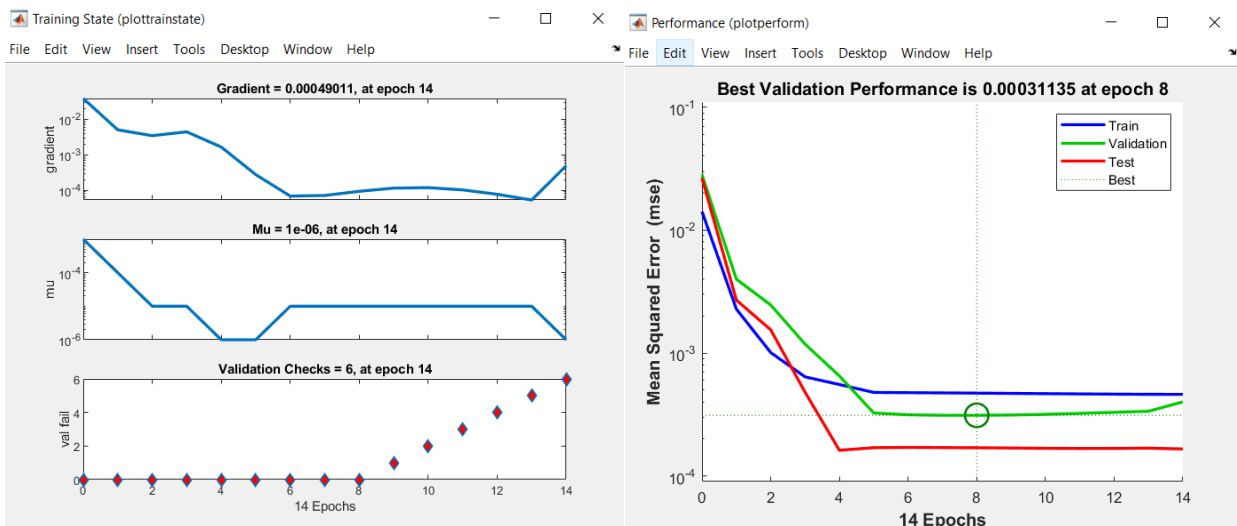 Training State (plottrainstate)
File Edit View Insert Tools Desktop Window Help
Gradient = 0.00049011, at epoch 14
gradient
10^-2
10^-3
10^-4
Mu = 1e-06, at epoch 14
mu
10^-4
10^-6
Validation Checks = 6, at epoch 14
val fail
6
4
2
0
0 2 4 6 8 10 12 14
14 Epochs
Performance (plotperform)
File Edit View Insert Tools Desktop Window Help
Best Validation Performance is 0.00031135 at epoch 8
Mean Squared Error (mse)
10^-1
10^-2
10^-3
10^-4
Train
Validation
Test
Best
0 2 4 6 8 10 12 14
14 Epochs